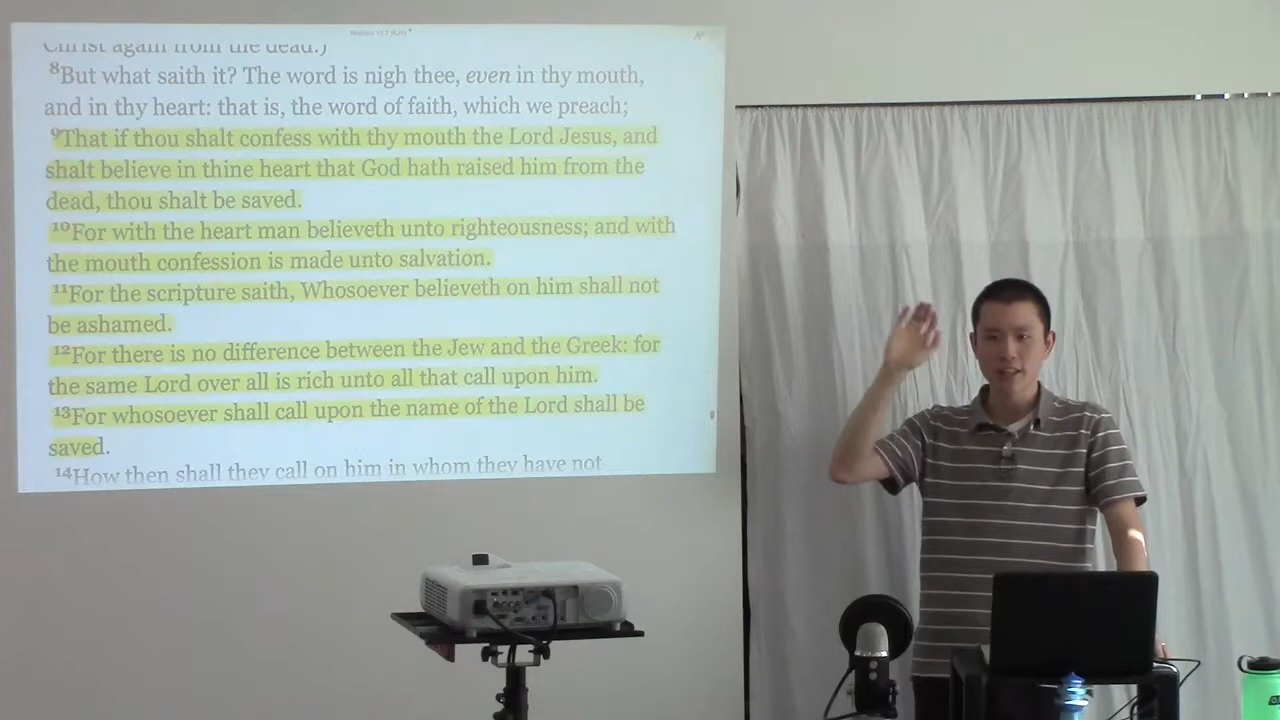 Christ again from the dead.)
⁸But what saith it? The word is nigh thee, even in thy mouth,
and in thy heart: that is, the word of faith, which we preach;
⁹That if thou shalt confess with thy mouth the Lord Jesus, and
shalt believe in thine heart that God hath raised him from the
dead, thou shalt be saved.
¹⁰For with the heart man believeth unto righteousness; and with
the mouth confession is made unto salvation.
¹¹For the scripture saith, Whosoever believeth on him shall not
be ashamed.
¹²For there is no difference between the Jew and the Greek: for
the same Lord over all is rich unto all that call upon him.
¹³For whosoever shall call upon the name of the Lord shall be
saved.
¹⁴How then shall they call on him in whom they have not